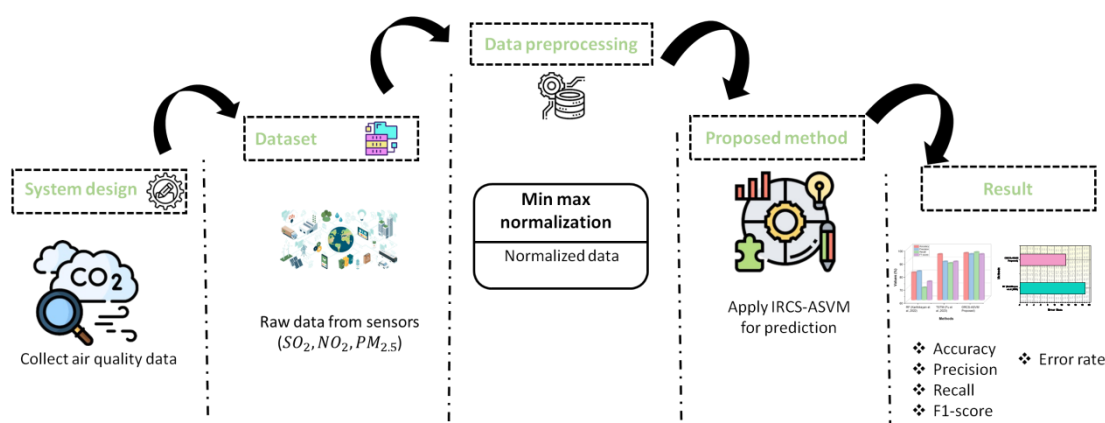 System design
CO2
Collect air quality data
Dataset
Raw data from sensors
(SO₂, NO₂, PM₂.₅)
Data preprocessing
Min max
normalization
Normalized data
Proposed method
Apply IRCS-ASVM
for prediction
Result
❖ Accuracy
❖ Precision
❖ Recall
❖ F1-score
❖ Error rate